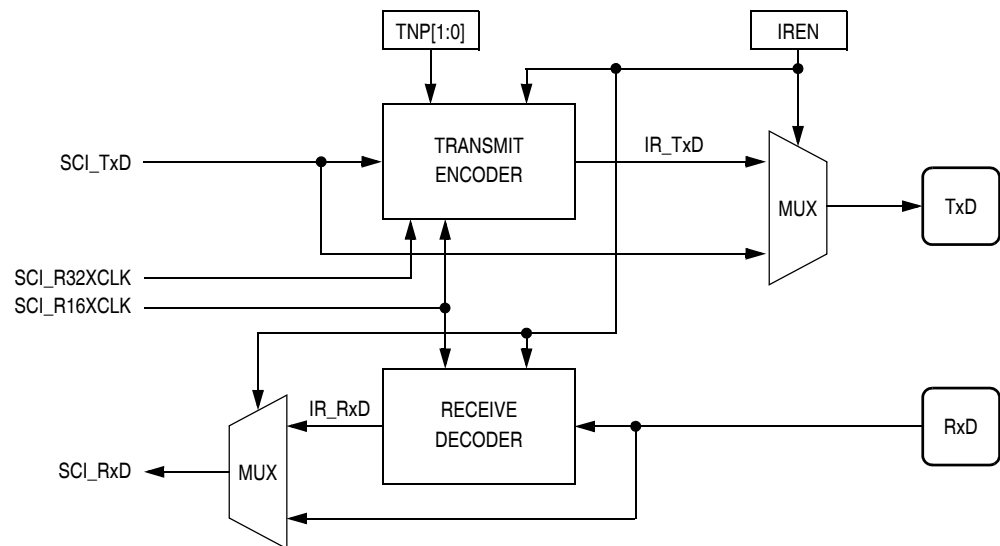 TNP[1:0]
IREN
TRANSMIT
ENCODER
IR_TxD
SCI_TxD
MUX
TxD
SCI_R32XCLK
SCI_R16XCLK
IR_RxD
RECEIVE
DECODER
RxD
MUX
SCI_RxD